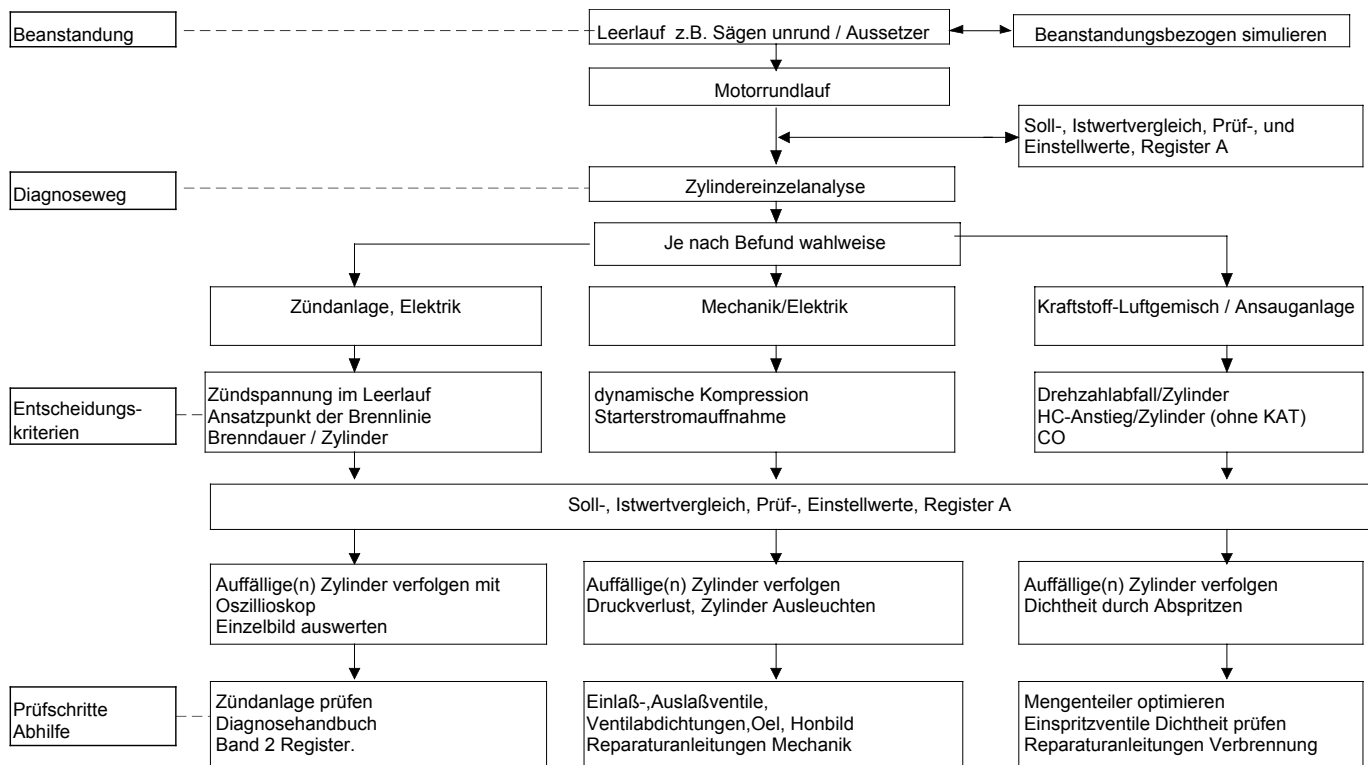 Beanstandung
Leerlauf z.B. Sägen unrund / Aussetzer
Beanstandungsbezogen simulieren
Motorrundlauf
Soll-, Istwertvergleich, Prüf-, und
Einstellwerte, Register A
Diagnoseweg
Zylindereinzelanalyse
Je nach Befund wahlweise
Zündanlage, Elektrik
Mechanik/Elektrik
Kraftstoff-Luftgemisch / Ansauganlage
Entscheidungs-
kriterien
Zündspannung im Leerlauf
Ansatzpunkt der Brennlinie
Brenndauer / Zylinder
dynamische Kompression
Starterstromaufnahme
Drehzahlabfall/Zylinder
HC-Anstieg/Zylinder (ohne KAT)
CO
Soll-, Istwertvergleich, Prüf-, Einstellwerte, Register A
Auffällige(n) Zylinder verfolgen mit
Oszillioskop
Einzelbild auswerten
Auffällige(n) Zylinder verfolgen
Druckverlust, Zylinder Ausleuchten
Auffällige(n) Zylinder verfolgen
Dichtheit durch Abspritzen
Prüfschritte
Abhilfe
Zündanlage prüfen
Diagnosehandbuch
Band 2 Register.
Einlaß-,Auslaßventile,
Ventilabdichtungen,Oel, Honbild
Reparaturanleitungen Mechanik
Mengenteiler optimieren
Einspritzventile Dichtheit prüfen
Reparaturanleitungen Verbrennung